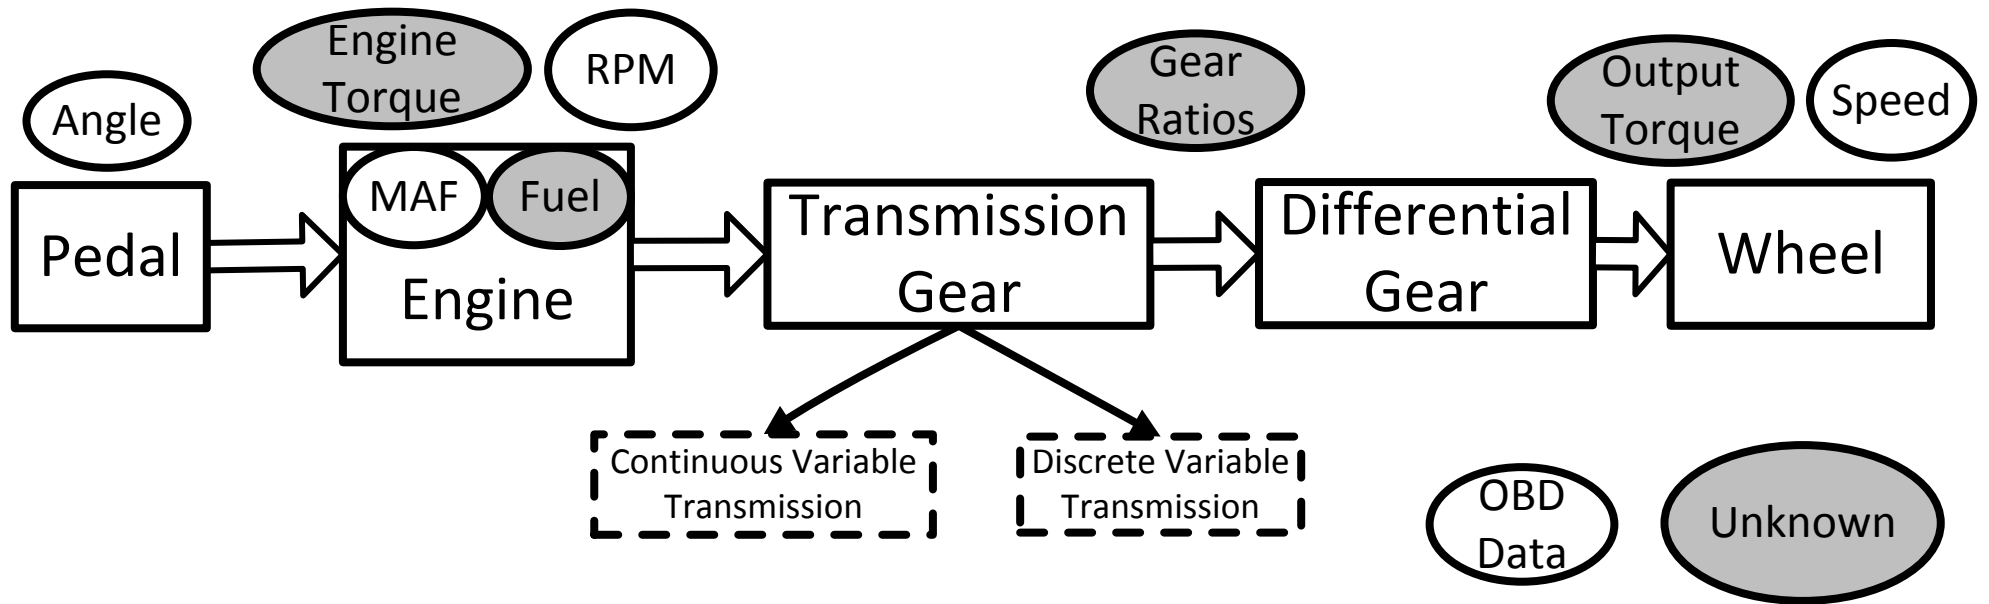 Angle
Engine
Torque
RPM
Gear
Ratios
Output
Torque
Speed
Pedal
MAF
Fuel
Engine
Transmission
Gear
Differential
Gear
Wheel
Continuous Variable
Transmission
Discrete Variable
Transmission
OBD
Data
Unknown